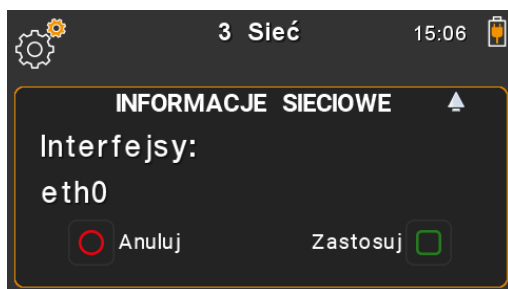 3 Sieć 15:06
INFORMACJE SIECIOWE
Interfejsy:
eth0
Anuluj Zastosuj